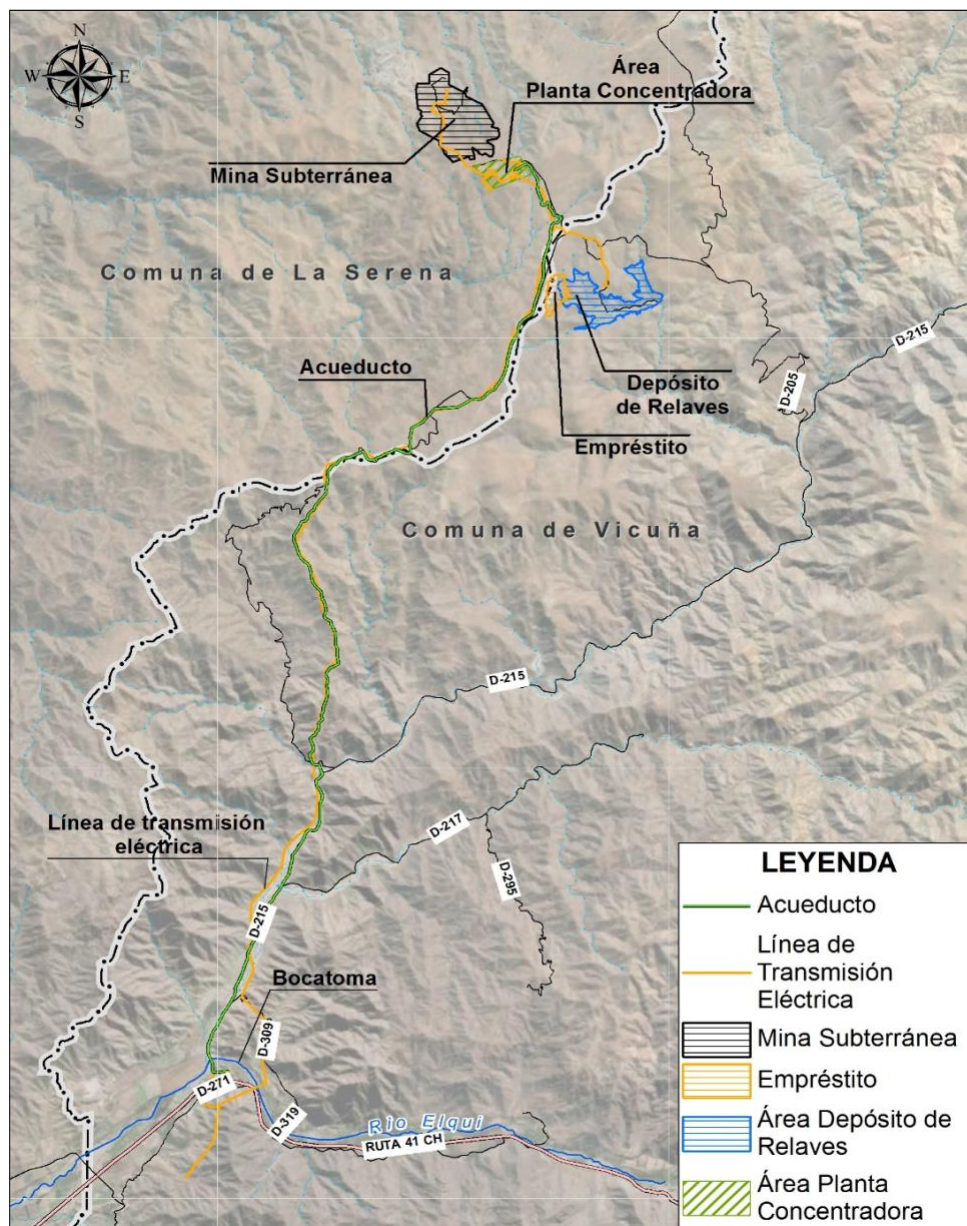 N
W E
S
Área
Planta Concentradora
Mina Subterránea
Comuna de La Serena
Acueducto
Depósito
de Relaves
Empréstito
D-215
D-205
Comuna de Vicuña
D-215
D-217
D-295
Línea de transmisión
eléctrica
D-215
Bocatoma
D-309
D-271
D-319
Río Elqui
RUTA 41 CH
LEYENDA
Acueducto
Línea de
Transmisión
Eléctrica
Mina Subterránea
Empréstito
Área Depósito de
Relaves
Área Planta
Concentradora